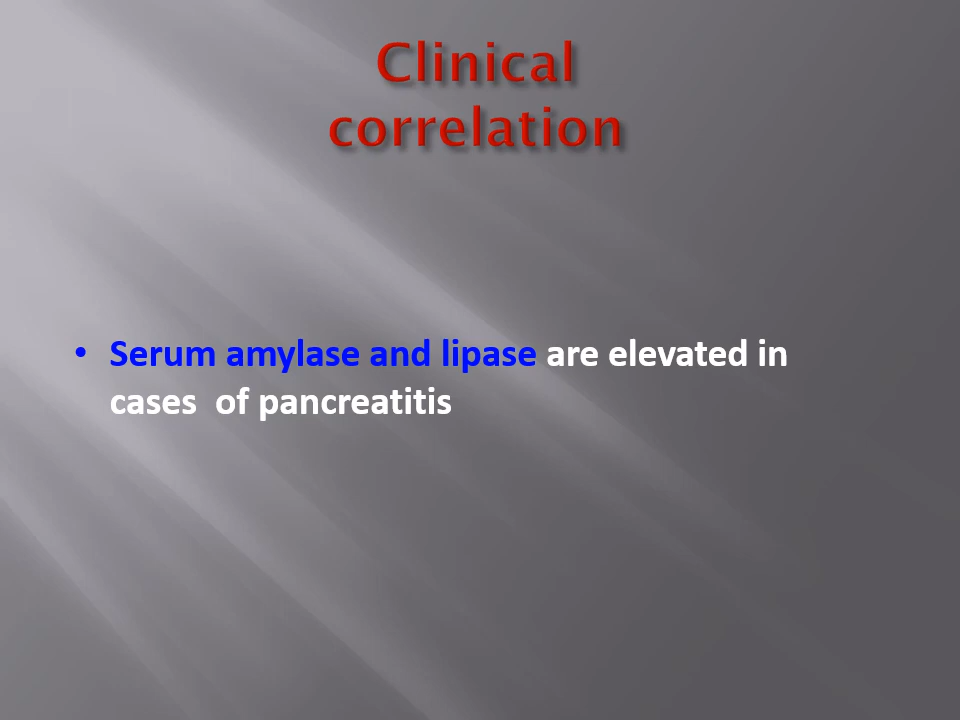 Clinical
correlation
• Serum amylase and lipase are elevated in
cases  of pancreatitis